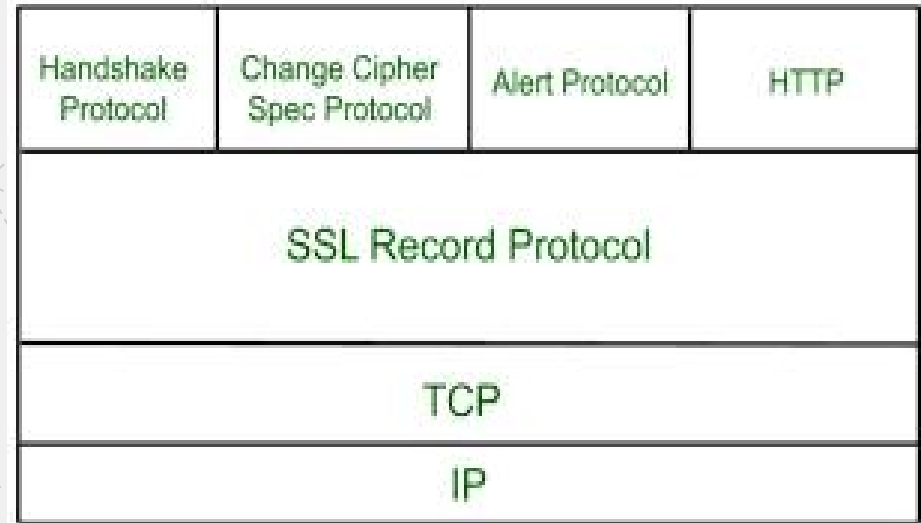 Handshake
Protocol
Change Cipher
Spec Protocol
Alert Protocol
HTTP
SSL Record Protocol
TCP
IP